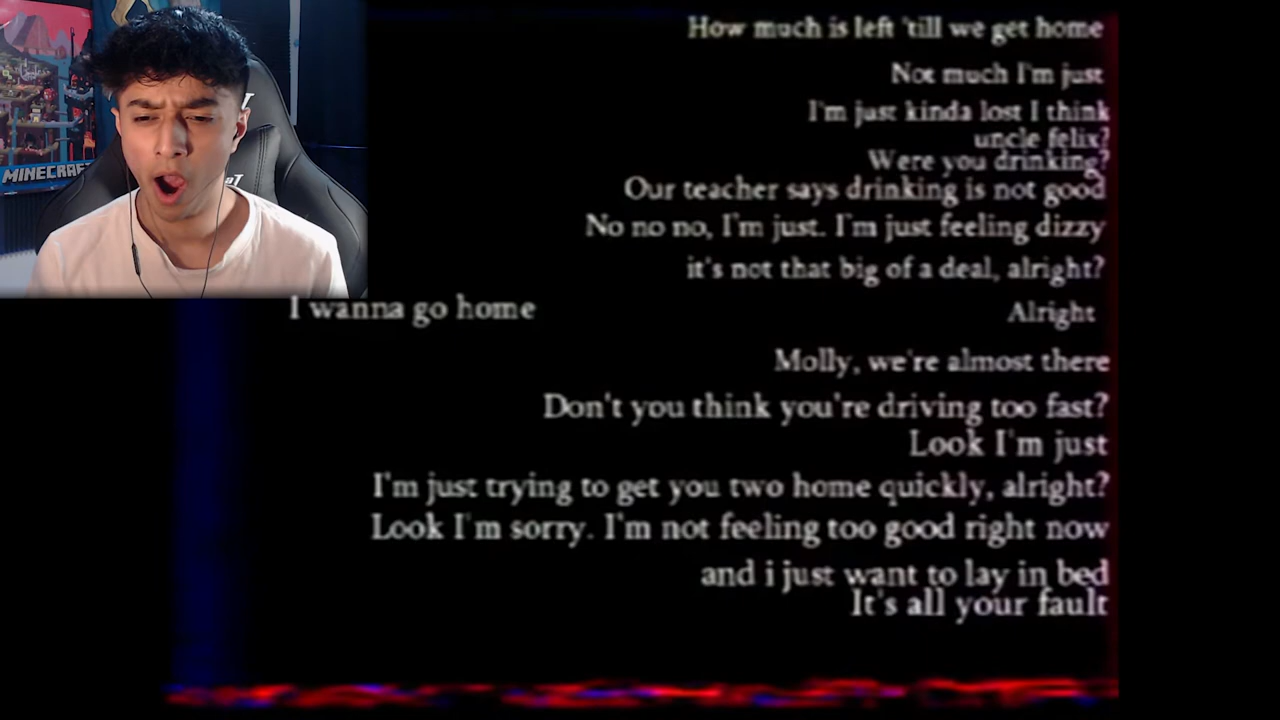 How much is left 'till we get home
Not much I'm just
I'm just kinda lost I think
uncle felix?
Were you drinking?
Our teacher says drinking is not good
No no no, I'm just. I'm just feeling dizzy
it's not that big of a deal, alright?
I wanna go home
Alright
Molly, we're almost there
Don't you think you're driving too fast?
Look I'm just
I'm just trying to get you two home quickly, alright?
Look I'm sorry. I'm not feeling too good right now
and i just want to lay in bed
It's all your fault
MINECRAF